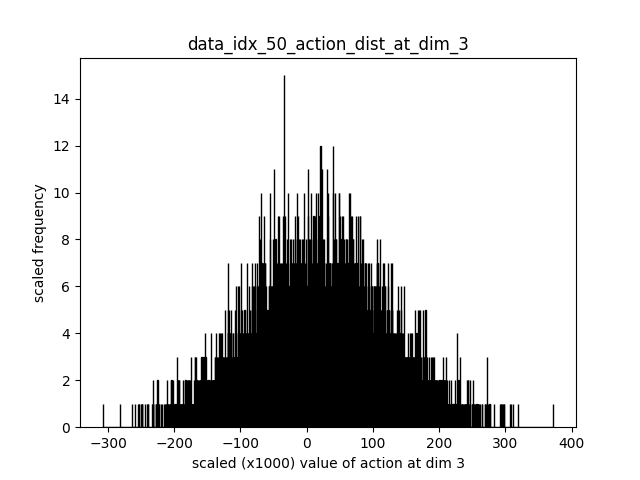 data_idx_50_action_dist_at_dim_3
scaled frequency
14
12
10
8
6
4
2
0
−300 −200 −100 0 100 200 300 400
scaled (x1000) value of action at dim 3